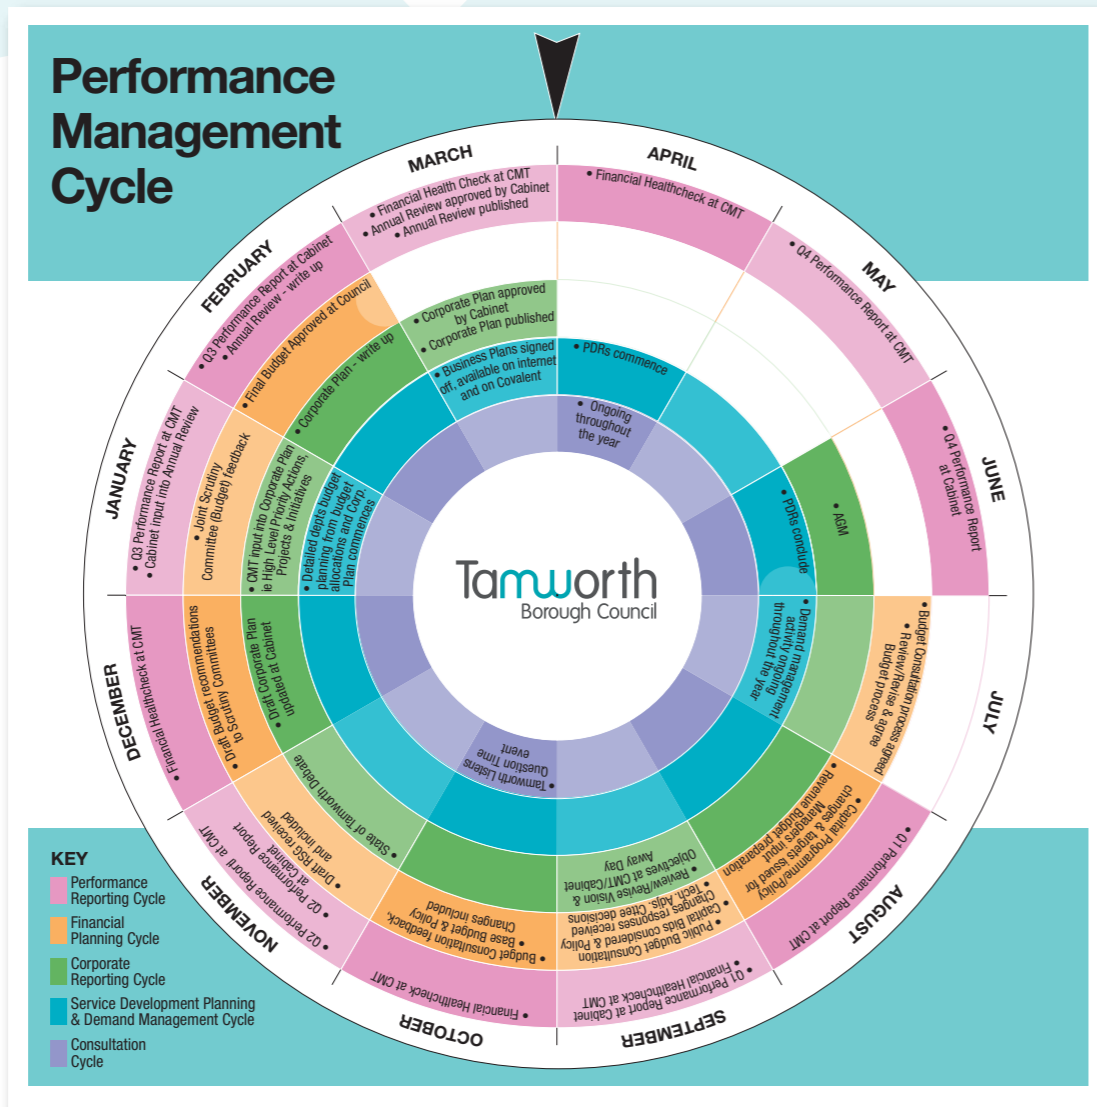 Performance
Management
Cycle
APRIL
• Financial Healthcheck at CMT
• PDRs commence
• Ongoing
throughout
the year
MAY
• Q4 Performance Report at CMT
JUNE
• Q4 Performance Report
at Cabinet
• AGM
• PDRs conclude
JULY
• Budget Consultation process agreed
• Review/Revise & agree
Budget process
• Demand management
activity ongoing
throughout the year
AUGUST
• Q1 Performance Report at CMT
• Capital Programme/Policy
changes & targets issued for
Managers input
• Revenue Budget preparation
SEPTEMBER
• Q1 Performance Report at Cabinet
• Financial Healthcheck at CMT
• Public Budget Consultation
• Capital Bids considered & Policy
Changes responses received
• Tech. Adjs. Cttee. decisions
• Review/Revise Vision &
Objectives at CMT/Cabinet
Away Day
OCTOBER
• Financial Healthcheck at CMT
• Budget Consultation feedback,
• Base Budget & Policy
Changes included
• Tamworth Listens
Question Time
event
NOVEMBER
• Q2 Performance Report/ at CMT
• Q2 Performance Report
at Cabinet
• Draft RSG received
and included
• State of Tamworth Debate
DECEMBER
• Financial Healthcheck at CMT
• Draft Budget recommendations
to Scrutiny Committees
• Draft Corporate Plan
updated at Cabinet
JANUARY
• Q3 Performance Report at CMT
• Cabinet input into Annual Review
• Joint Scrutiny
Committee (Budget) feedback
• CMT input into Corporate Plan
ie High Level Priority Actions,
Projects & Initiatives
• Detailed depts budget
planning from budget
allocations and Corp.
Plan commences
FEBRUARY
• Q3 Performance Report at Cabinet
• Annual Review - write up
• Final Budget Approved at Council
• Corporate Plan - write up
MARCH
• Financial Health Check at CMT
• Annual Review approved by Cabinet
• Annual Review published
• Corporate Plan approved
by Cabinet
• Corporate Plan published
• Business Plans signed
off, available on internet
and on Covalent
Tamworth
Borough Council
KEY
Performance
Reporting Cycle
Financial
Planning Cycle
Corporate
Reporting Cycle
Service Development Planning
& Demand Management Cycle
Consultation
Cycle